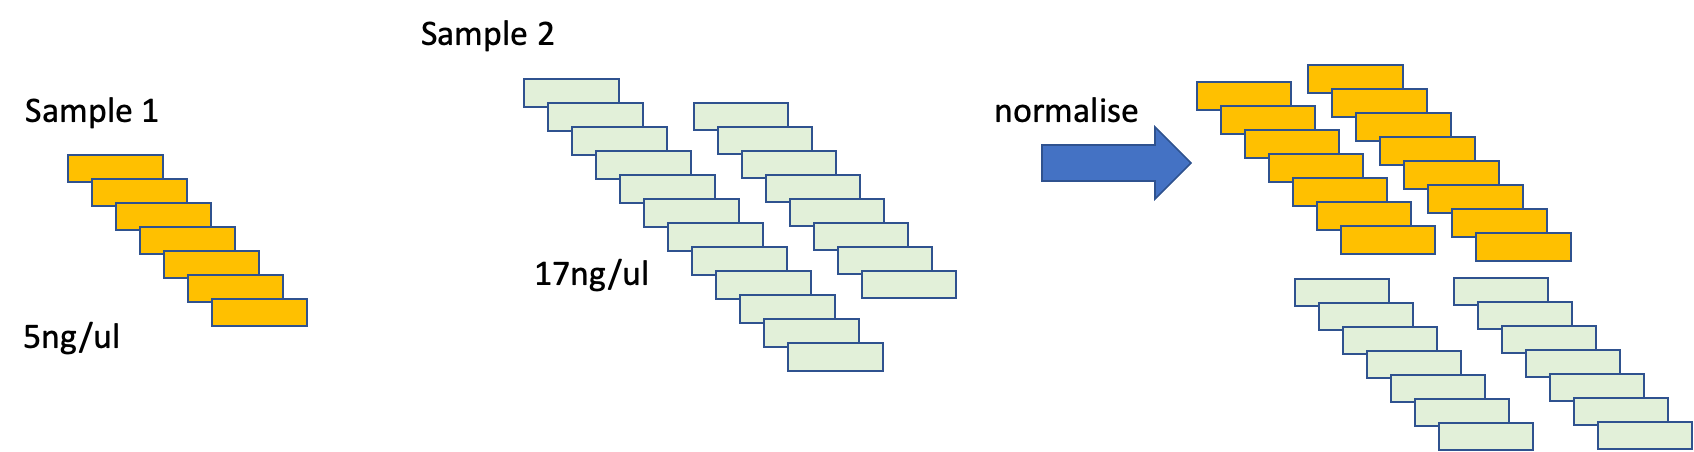 Sample 1
5ng/ul
Sample 2
17ng/ul
normalise